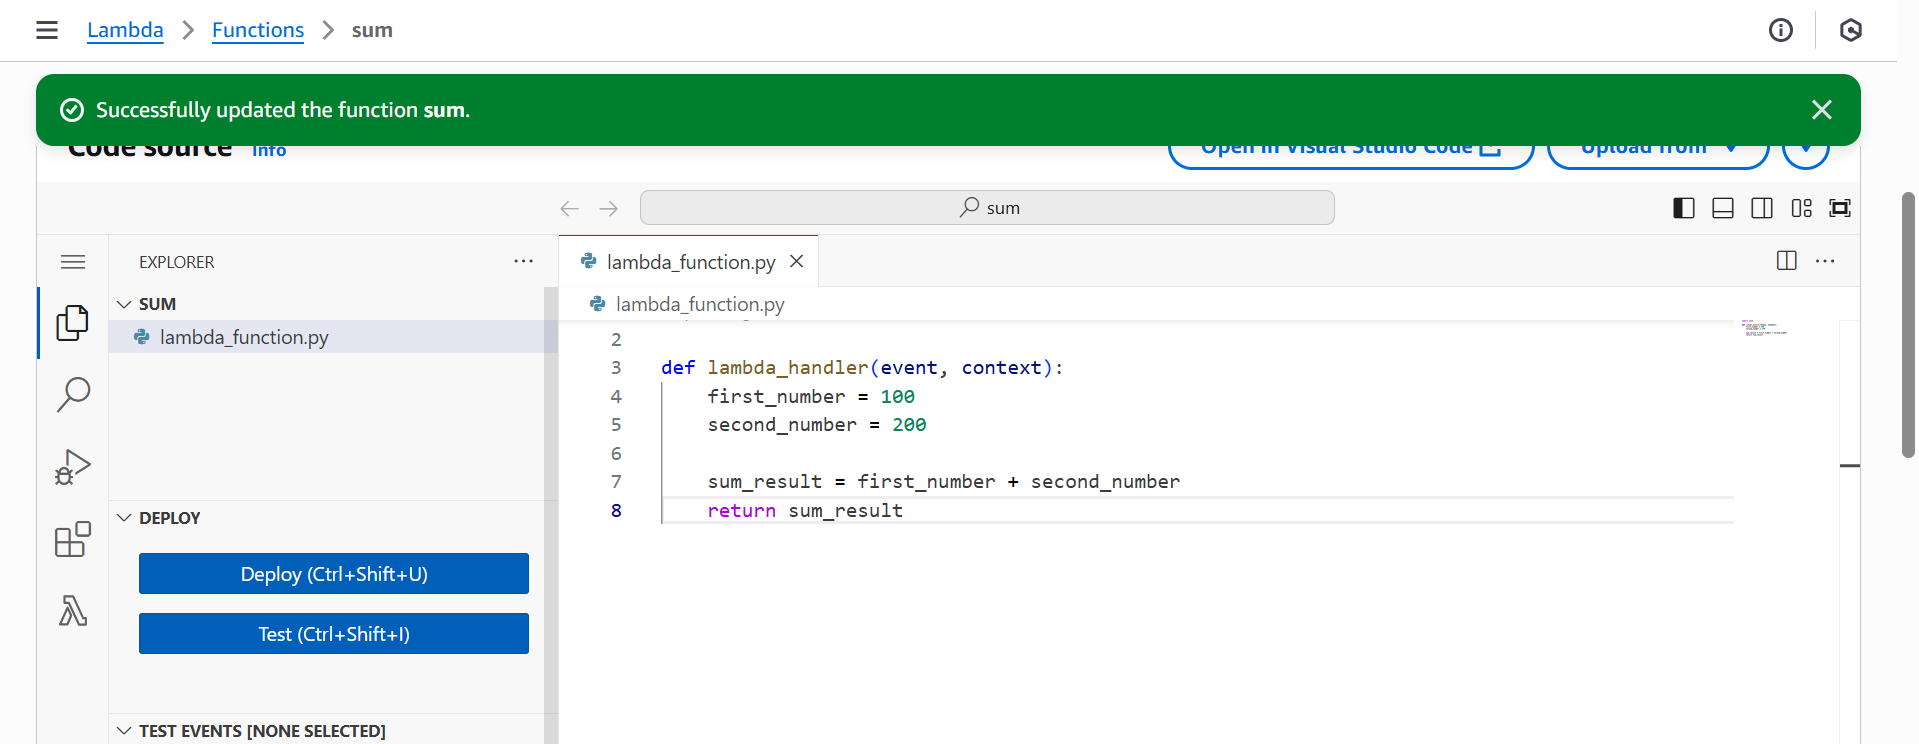 Lambda > Functions > sum
Successfully updated the function sum.
Code source Info
Open in Visual Studio Code
Upload from
sum
EXPLORER
lambda_function.py
SUM
lambda_function.py
lambda_function.py
2
3 def lambda_handler(event, context):
4 first_number = 100
5 second_number = 200
6
7 sum_result = first_number + second_number
8 return sum_result
DEPLOY
Deploy (Ctrl+Shift+U)
Test (Ctrl+Shift+I)
TEST EVENTS [NONE SELECTED]